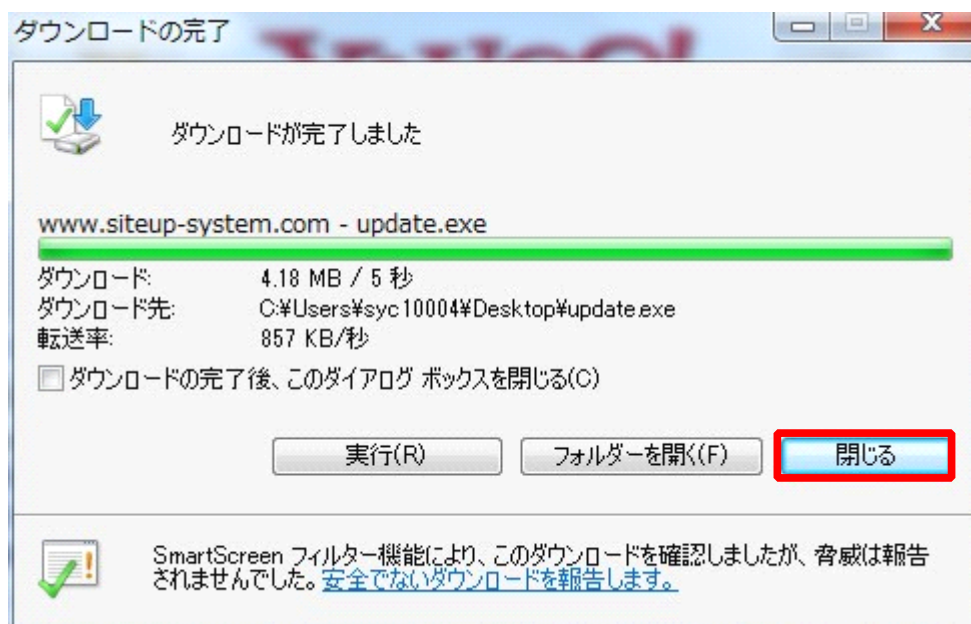 ダウンロードの完了
ダウンロードが完了しました
www.siteup-system.com - update.exe
ダウンロード: 4.18 MB / 5 秒
ダウンロード先: C:¥Users¥syc10004¥Desktop¥update.exe
転送率: 857 KB/秒
ダウンロードの完了後、このダイアログ ボックスを閉じる(C)
実行(R) フォルダーを開く(F) 閉じる
SmartScreen フィルター機能により、このダウンロードを確認しましたが、脅威は報告
されませんでした。安全でないダウンロードを報告します。